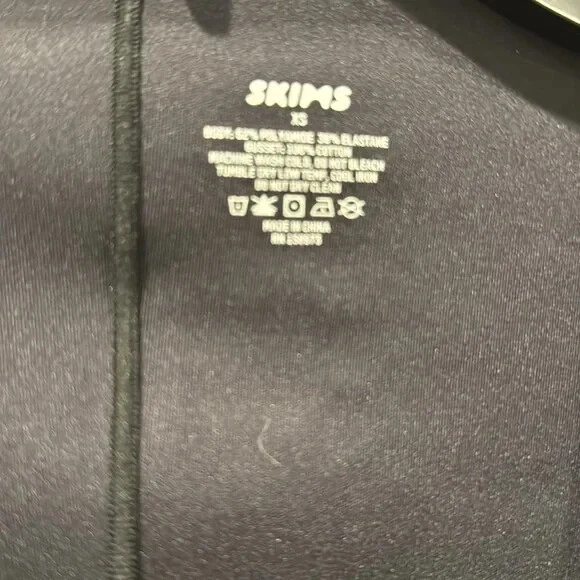 SKIMS
XS
BODY: 62% POLYAMIDE 38% ELASTANE
GUSSET: 100% COTTON
MACHINE WASH COLD, DO NOT BLEACH
TUMBLE DRY LOW TEMP, COOL IRON
DO NOT DRY CLEAN
MADE IN CHINA
RN